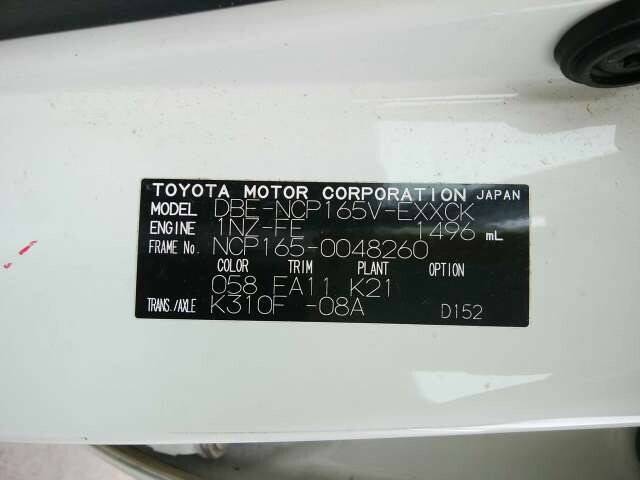 TOYOTA MOTOR CORPORATION JAPAN
MODEL DBE-NCP165V-EXXCK
ENGINE 1NZ-FE 1496 mL
FRAME No. NCP165-0048260
COLOR TRIM PLANT OPTION
058 FA11 K21
TRANS./AXLE K310F -08A D152